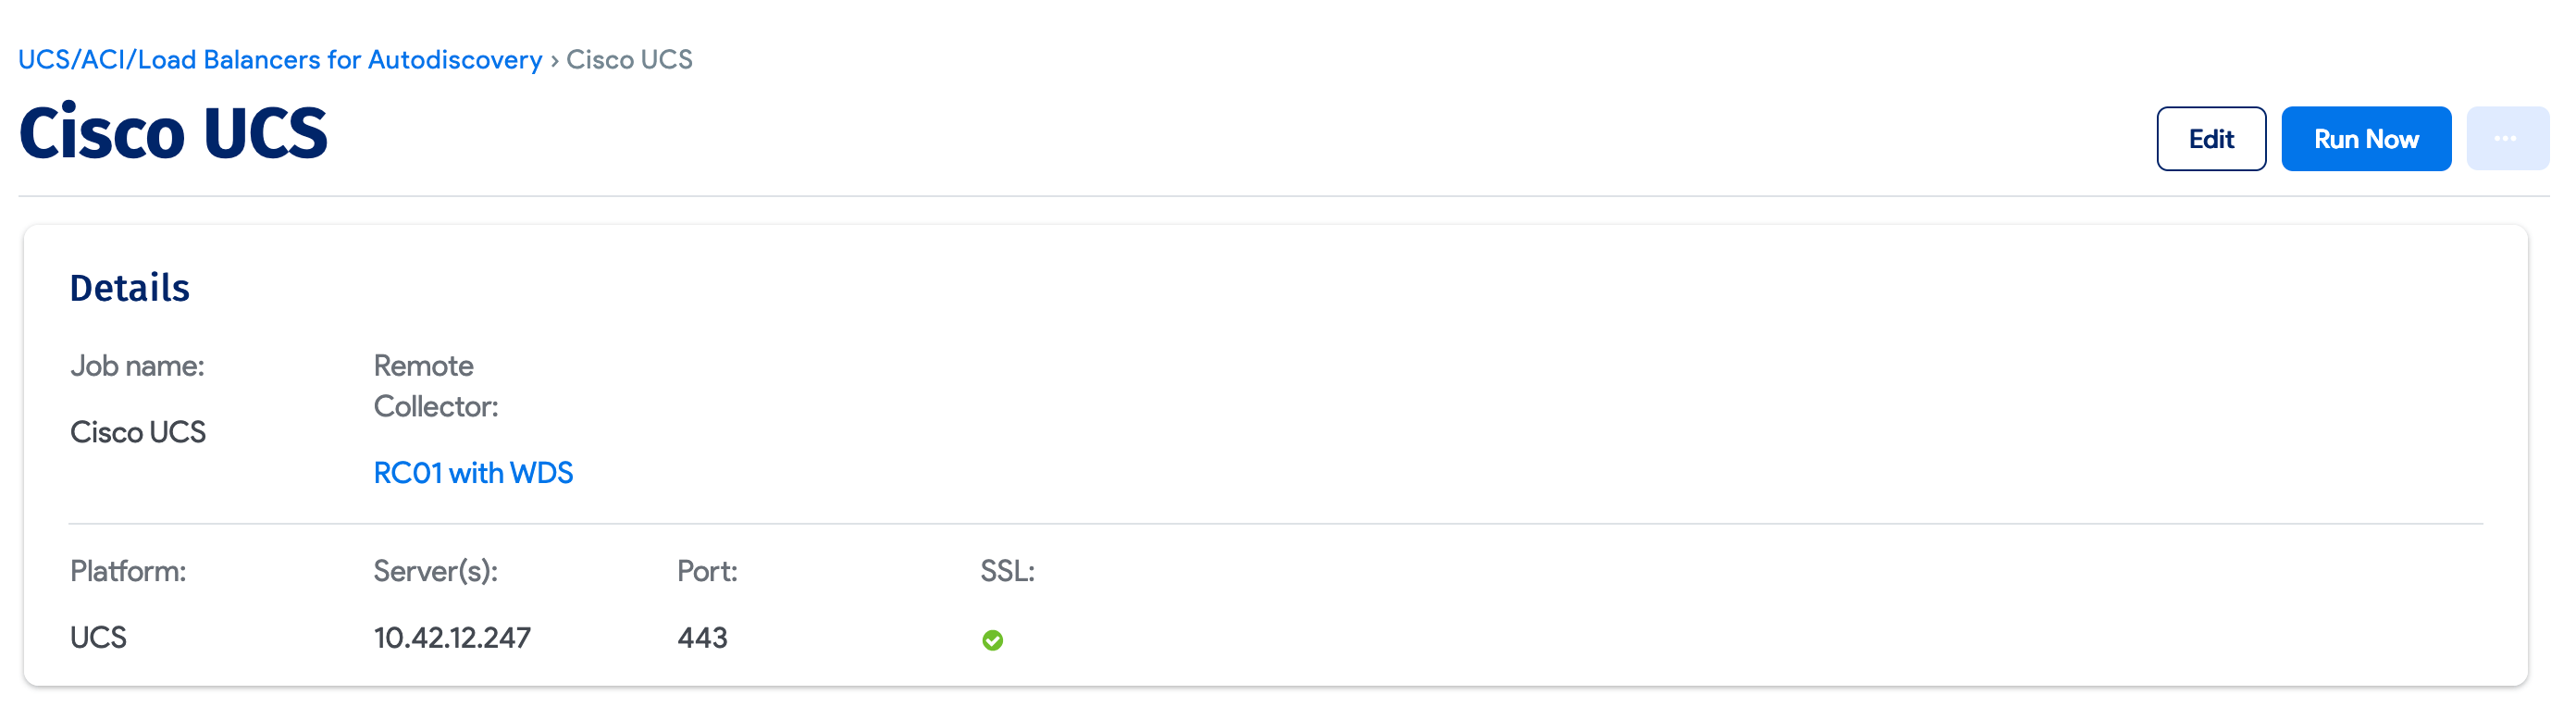 UCS/ACI/Load Balancers for Autodiscovery › Cisco UCS
Cisco UCS
Edit
Run Now
...
Details
Job name:
Cisco UCS
Remote
Collector:
RC01 with WDS
Platform:
UCS
Server(s):
10.42.12.247
Port:
443
SSL: